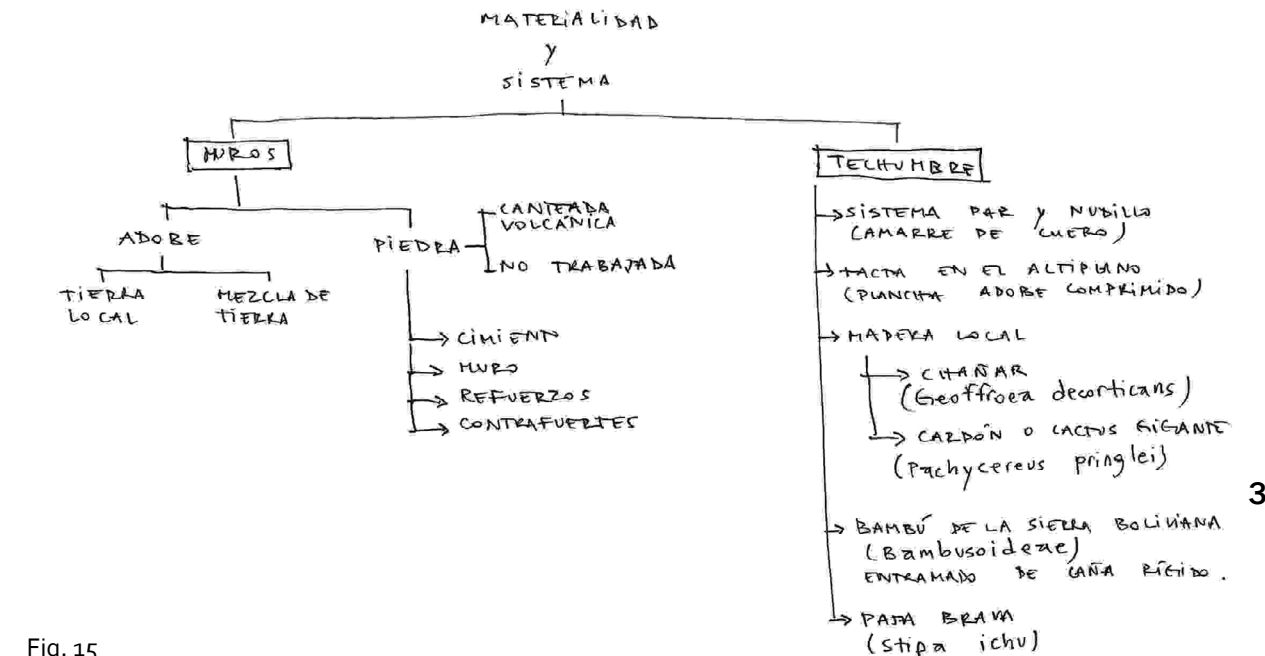 MATERIALIDAD
y
SISTEMA
MUROS
ADOBE
TIERRA
LOCAL
MEZCLA DE
TIERRA
PIEDRA
CANTEADA
VOLCÁNICA
NO TRABAJADA
CIMIENTO
MURO
REFUERZOS
CONTRAFUERTES
TECHUMBRE
SISTEMA PAR Y NUDILLO
(AMARRE DE CUERO)
TACTA EN EL ALTIPLANO
(PLANCHA ADOBE COMPRIMIDO)
MADERA LOCAL
CHAÑAR
(Geoffroea decorticans)
CARDÓN O CACTUS GIGANTE
(Pachycereus pringlei)
BAMBÚ DE LA SIERRA BOLIVIANA
(Bambusoideae)
ENTRAMADO DE CAÑA RÍGIDO.
PAJA BRAVA
(Stipa ichu)
3
Fig. 15